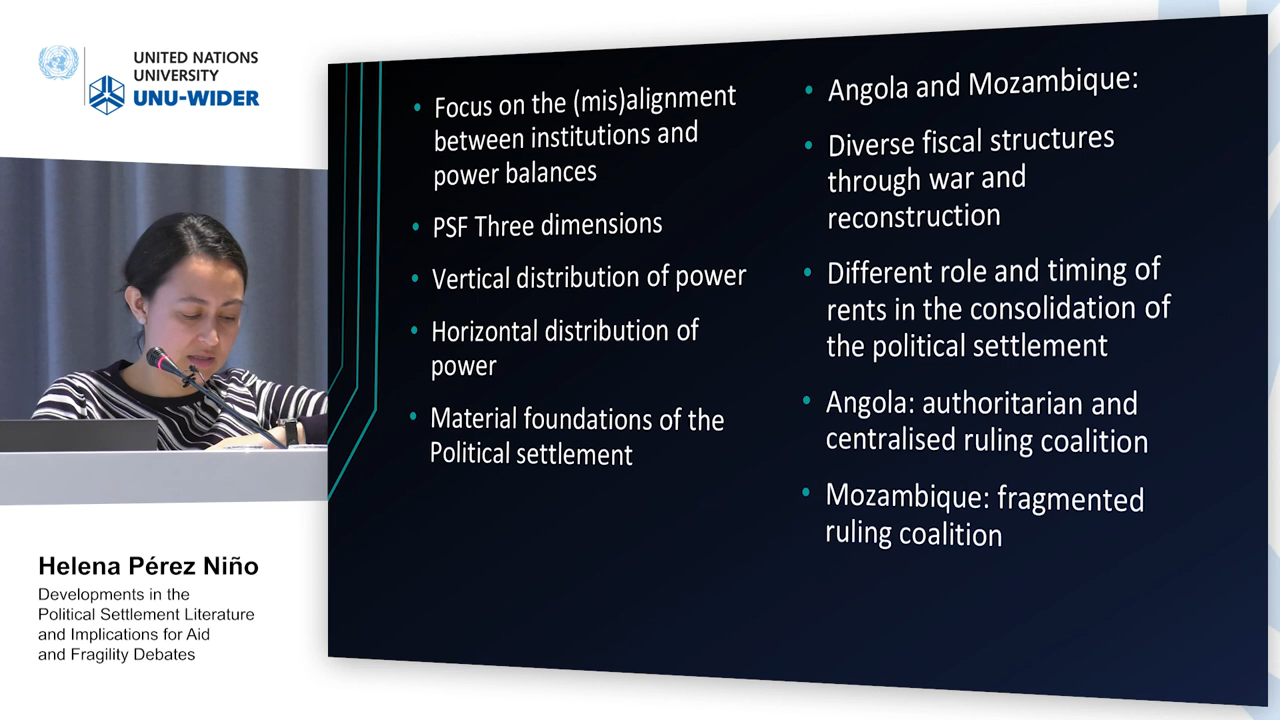 UNITED NATIONS
UNIVERSITY
UNU-WIDER
Helena Pérez Niño
Developments in the
Political Settlement Literature
and Implications for Aid
and Fragility Debates
• Focus on the (mis)alignment
between institutions and
power balances
• PSF Three dimensions
• Vertical distribution of power
• Horizontal distribution of
power
• Material foundations of the
Political settlement
• Angola and Mozambique:
• Diverse fiscal structures
through war and
reconstruction
• Different role and timing of
rents in the consolidation of
the political settlement
• Angola: authoritarian and
centralised ruling coalition
• Mozambique: fragmented
ruling coalition